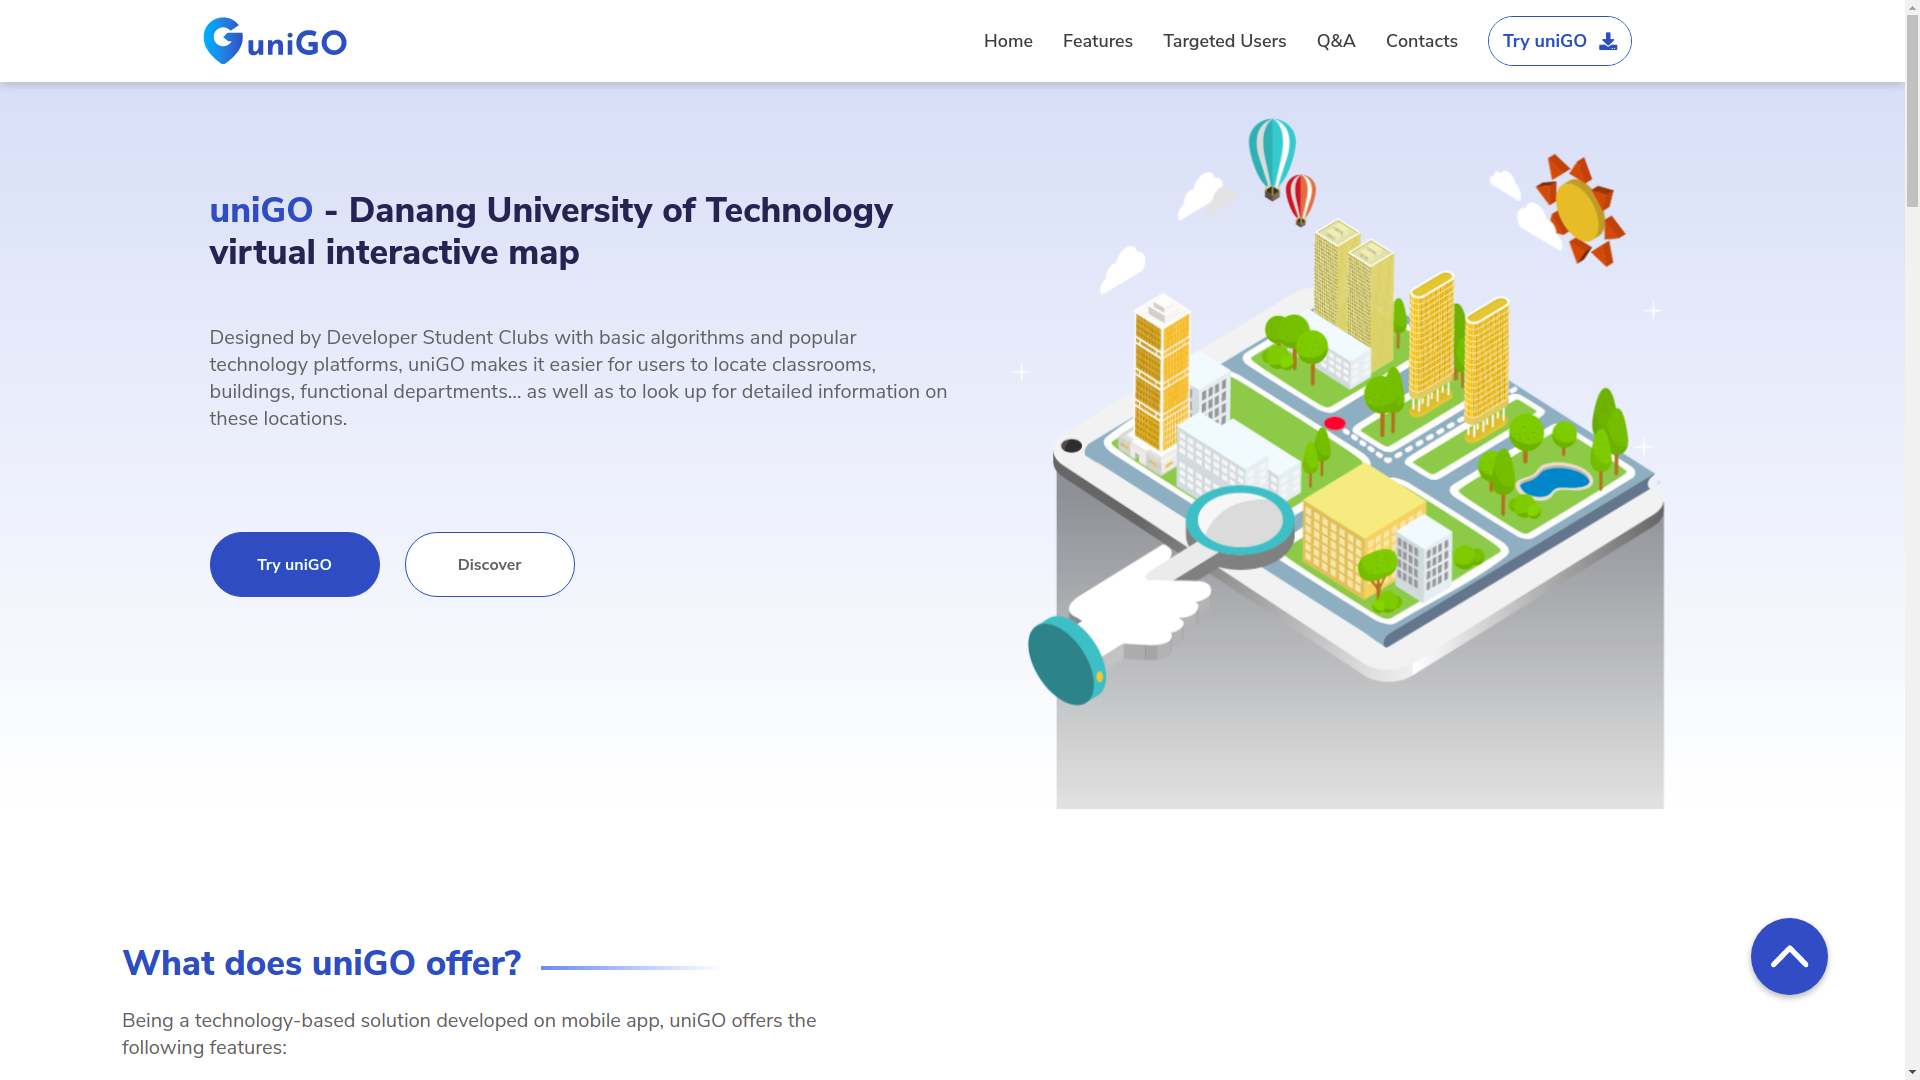 uniGO
Home
Features
Targeted Users
Q&A
Contacts
Try uniGO
uniGO - Danang University of Technology
virtual interactive map
Designed by Developer Student Clubs with basic algorithms and popular
technology platforms, uniGO makes it easier for users to locate classrooms,
buildings, functional departments... as well as to look up for detailed information on
these locations.
Try uniGO
Discover
What does uniGO offer?
Being a technology-based solution developed on mobile app, uniGO offers the
following features: